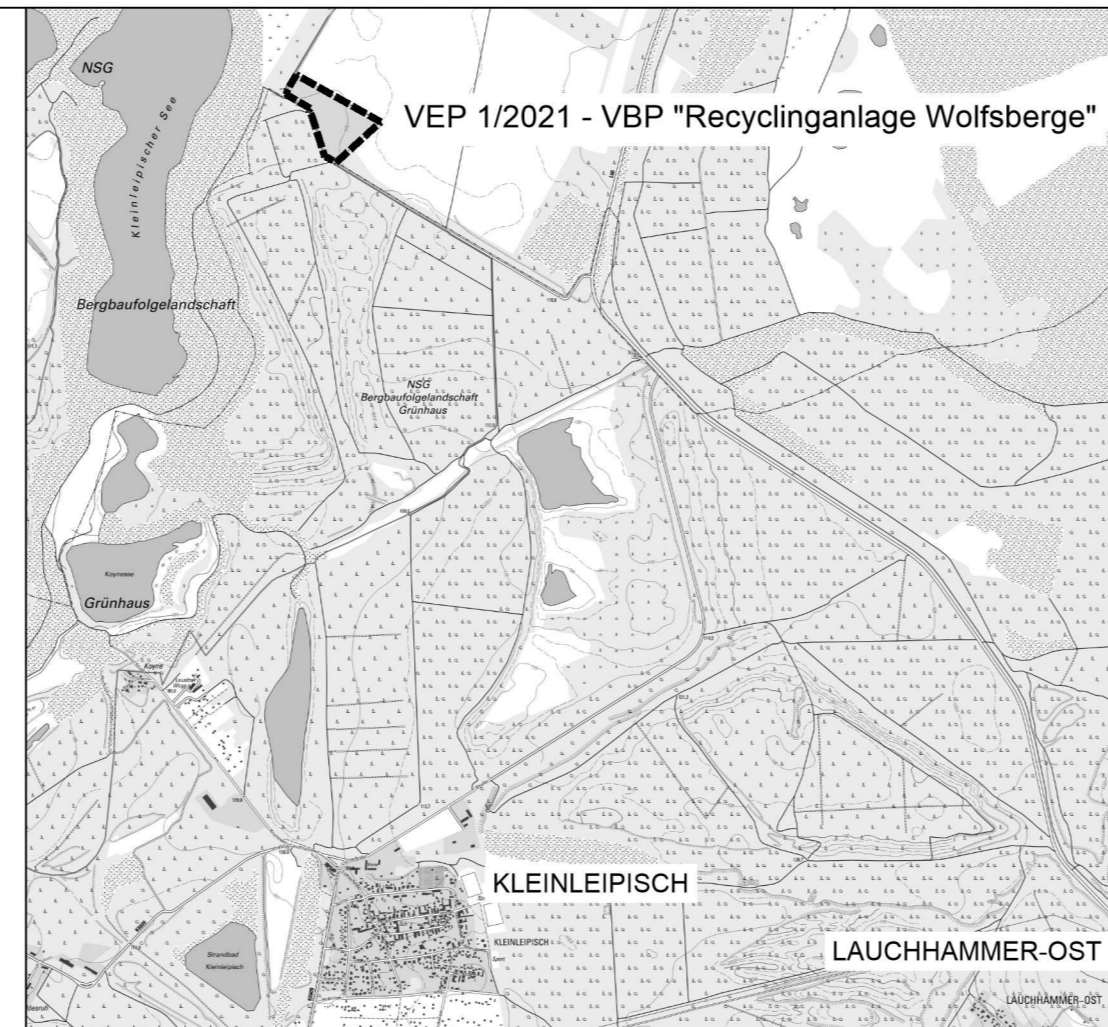 NSG
Kleinleipischer See
VEP 1/2021 - VBP "Recyclinganlage Wolfsberge"
Bergbaufolgelandschaft
NSG
Bergbaufolgelandschaft
Grünhaus
Koynesee
Grünhaus
Koyne
KLEINLEIPISCH
KLEINLEIPISCH
Sport
LAUCHHAMMER-OST
Strandbad
Kleinleipisch
LAUCHHAMMER-OST